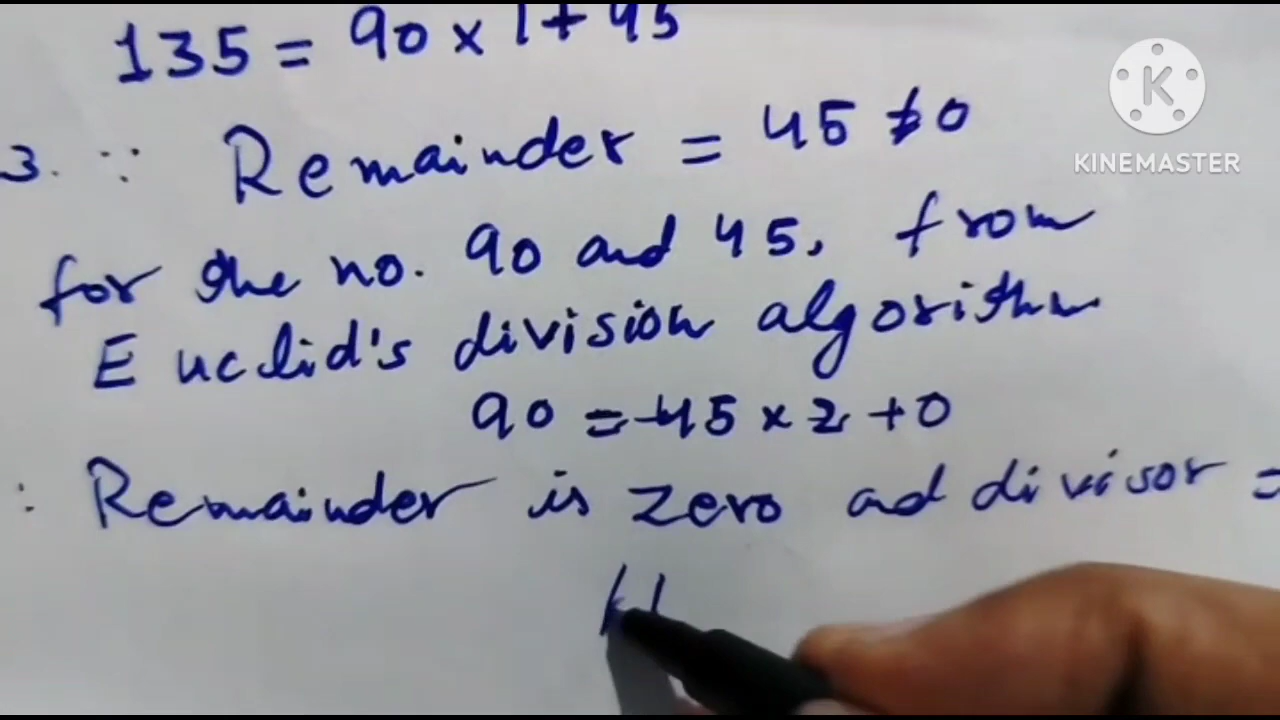 135 = 90 × 1 + 45
3. ∵ Remainder = 45 ≠ 0
KINEMASTER
for the no. 90 and 45, from
Euclid's division algorithm
90 = 45 × 2 + 0
∵ Remainder is zero ad divisor =
H